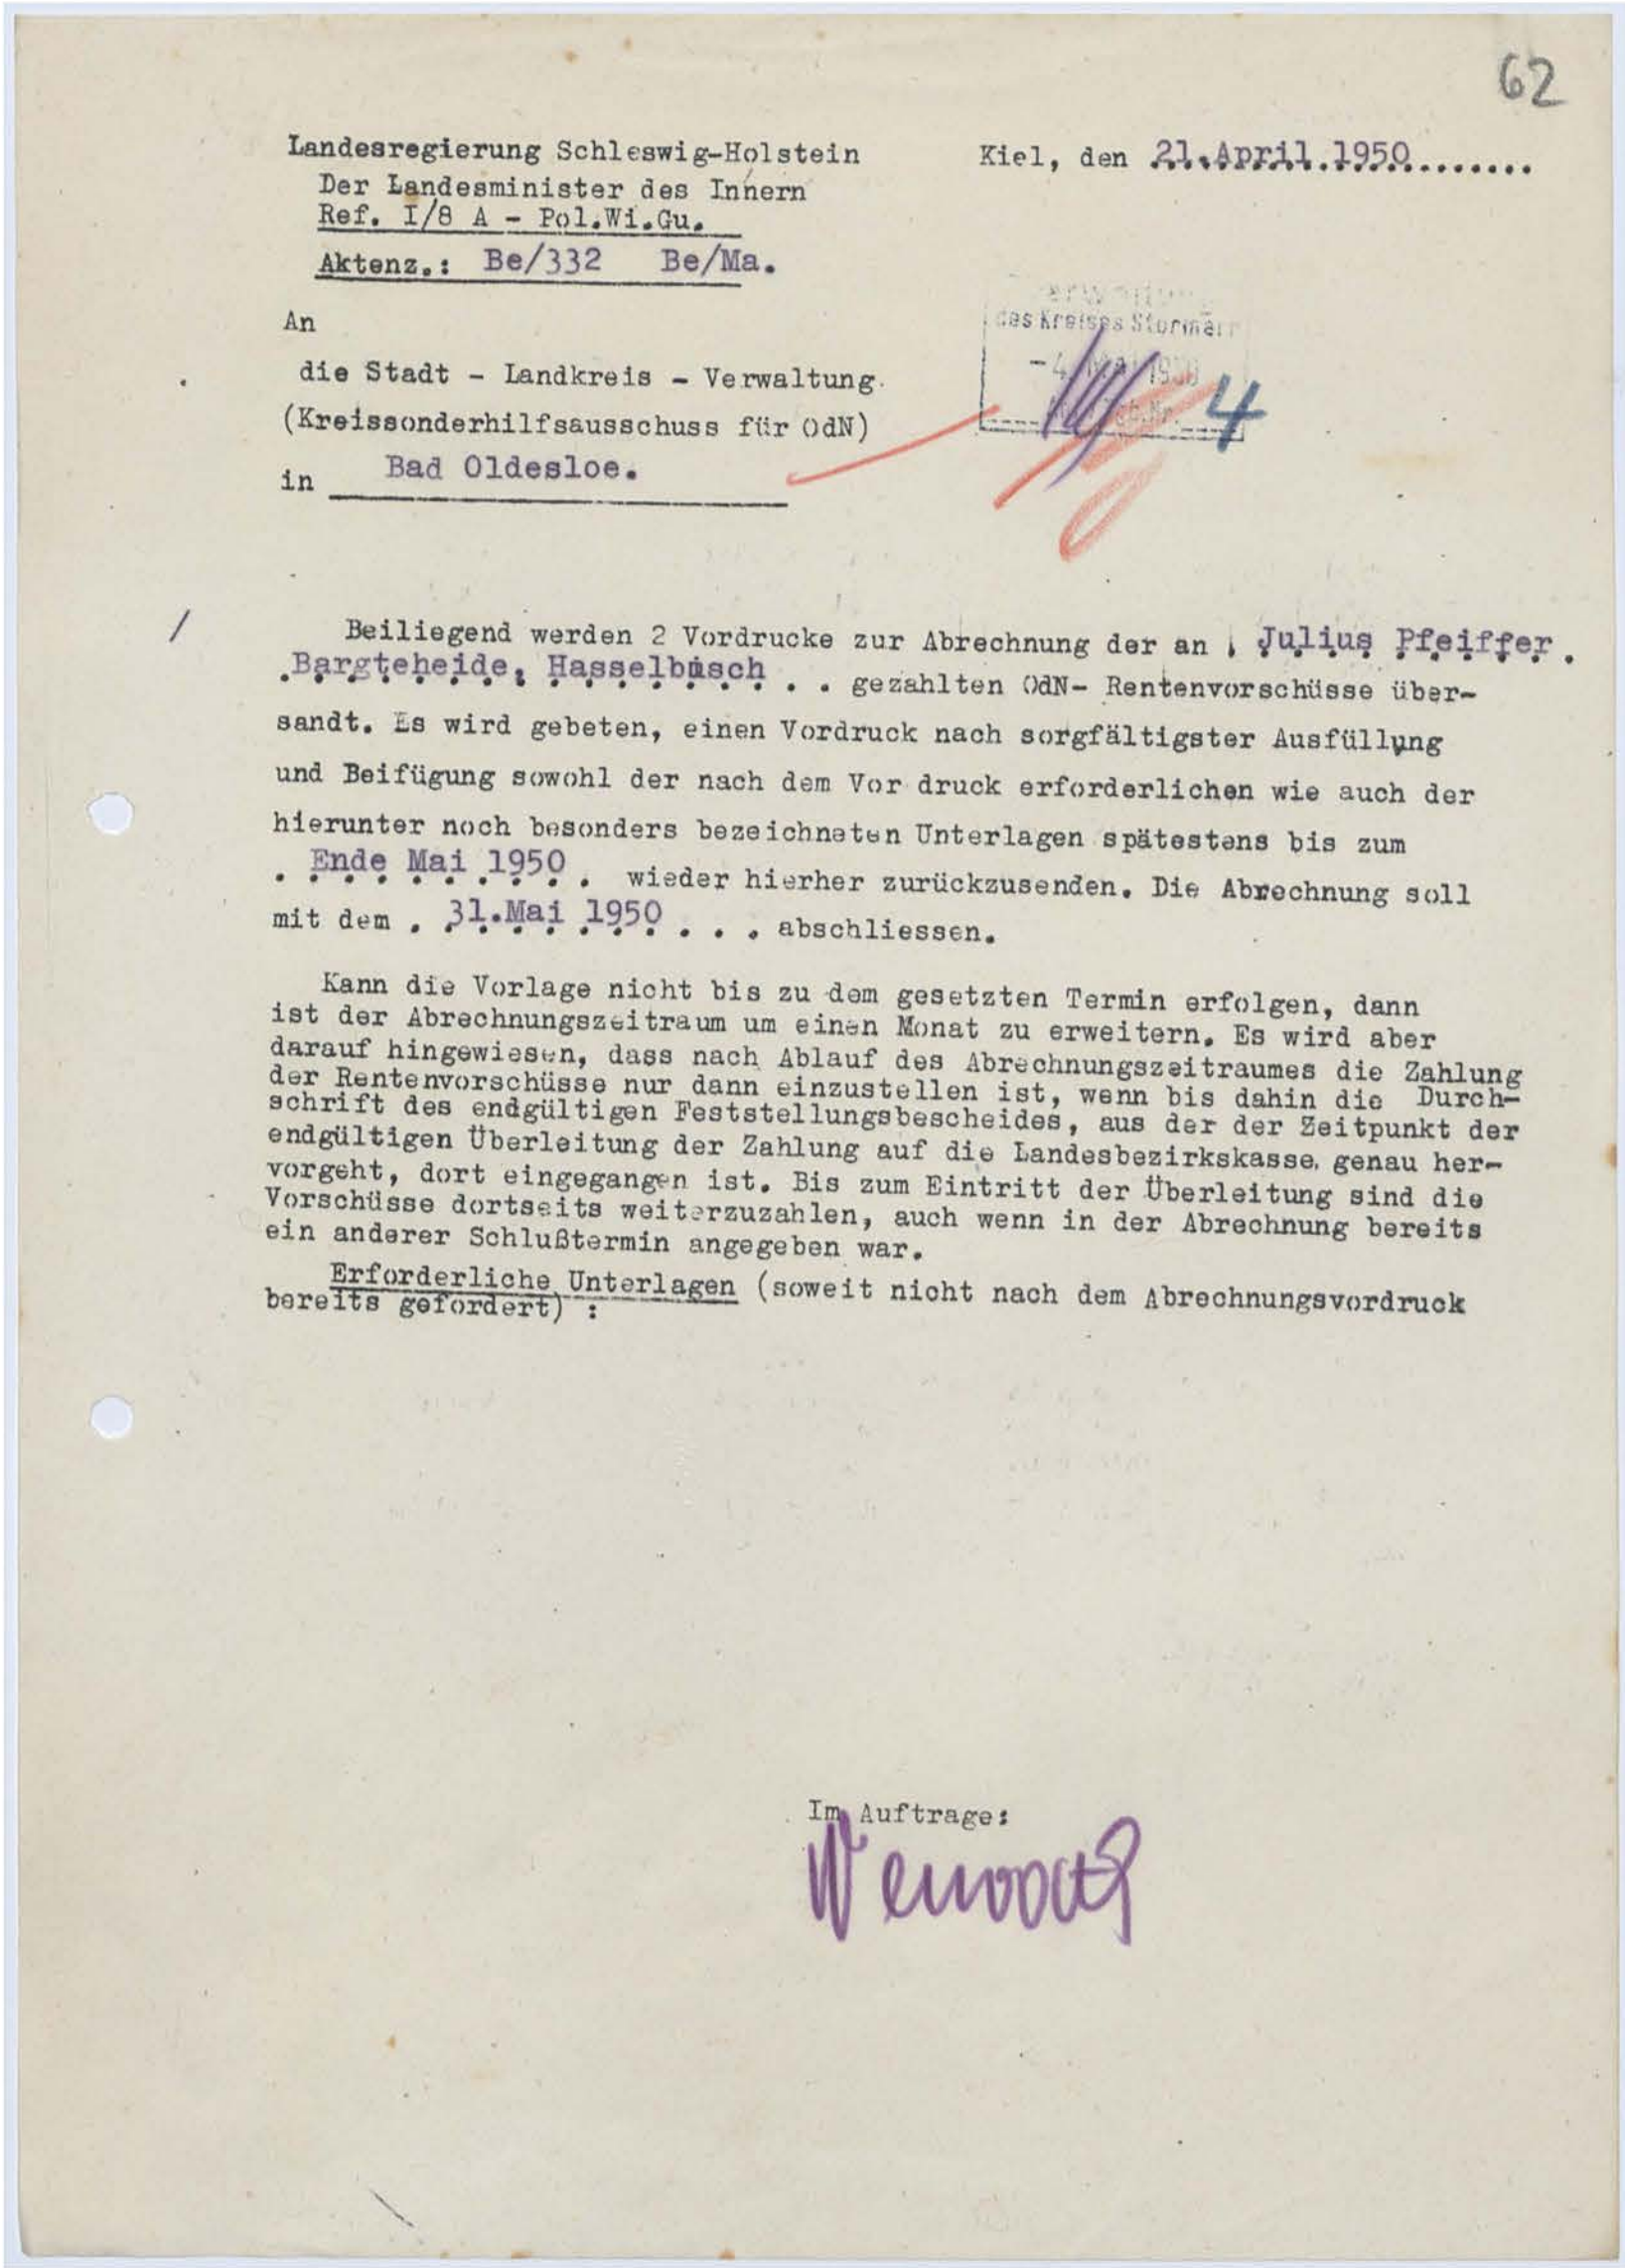 62
Landesregierung Schleswig-Holstein
Kiel, den 21.April.1950........
Der Landesminister des Innern
Ref. I/8 A - Pol.Wi.Gu.
Aktenz.: Be/332 Be/Ma.
An
des Kreises Stormarn
die Stadt - Landkreis - Verwaltung
-4. Mai 1950
4
(Kreissonderhilfsausschuss für OdN)
in Bad Oldesloe.
/
Beiliegend werden 2 Vordrucke zur Abrechnung der an . Julius Pfeiffer .
.Bargteheide, Hasselbusch . . gezahlten OdN- Rentenvorschüsse über-
sandt. Es wird gebeten, einen Vordruck nach sorgfältigster Ausfüllung
und Beifügung sowohl der nach dem Vor druck erforderlichen wie auch der
hierunter noch besonders bezeichneten Unterlagen spätestens bis zum
. Ende Mai 1950 . wieder hierher zurückzusenden. Die Abrechnung soll
mit dem . 31.Mai 1950 . . . abschliessen.
Kann die Vorlage nicht bis zu dem gesetzten Termin erfolgen, dann
ist der Abrechnungszeitraum um einen Monat zu erweitern. Es wird aber
darauf hingewiesen, dass nach Ablauf des Abrechnungszeitraumes die Zahlung
der Rentenvorschüsse nur dann einzustellen ist, wenn bis dahin die Durch-
schrift des endgültigen Feststellungsbescheides, aus der der Zeitpunkt der
endgültigen Überleitung der Zahlung auf die Landesbezirkskasse genau her-
vorgeht, dort eingegangen ist. Bis zum Eintritt der Überleitung sind die
Vorschüsse dortseits weiterzuzahlen, auch wenn in der Abrechnung bereits
ein anderer Schlußtermin angegeben war.
Erforderliche Unterlagen (soweit nicht nach dem Abrechnungsvordruck
bereits gefordert) :
Im Auftrage: